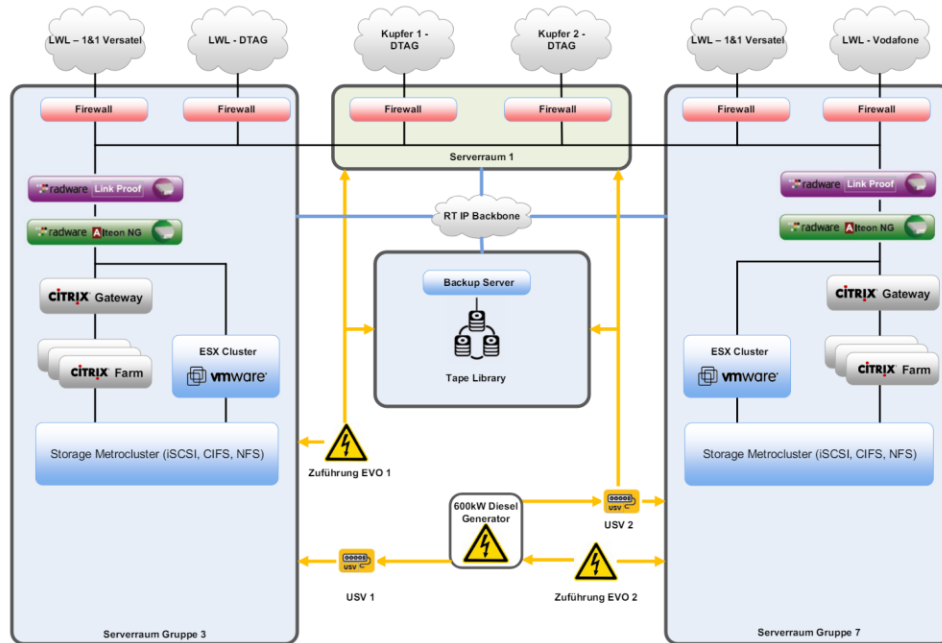 LWL – 1&1 Versatel
LWL - DTAG
Kupfer 1 -
DTAG
Kupfer 2 -
DTAG
LWL – 1&1 Versatel
LWL - Vodafone
Firewall
Firewall
Firewall
Firewall
Firewall
Firewall
Serverraum 1
radware Link Proof
radware Link Proof
radware Alteon NG
radware Alteon NG
RT IP Backbone
CITRIX Gateway
CITRIX Gateway
Backup Server
ESX Cluster
vmware®
ESX Cluster
vmware®
CITRIX Farm
CITRIX Farm
Tape Library
Storage Metrocluster (iSCSI, CIFS, NFS)
Storage Metrocluster (iSCSI, CIFS, NFS)
Zuführung EVO 1
600kW Diesel
Generator
USV
USV 2
USV
USV 1
Zuführung EVO 2
Serverraum Gruppe 3
Serverraum Gruppe 7